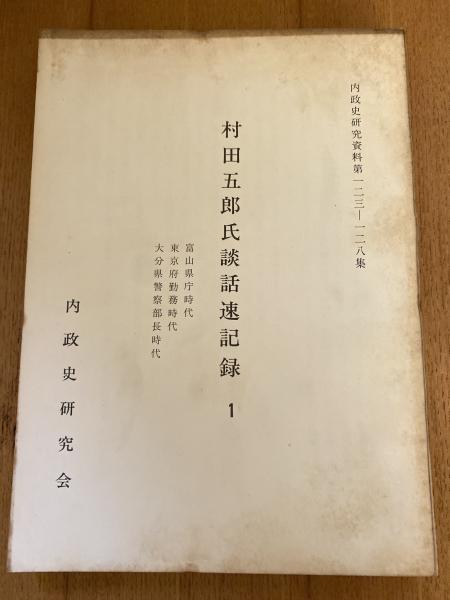 内政史研究資料第一二三―一二八集
村田五郎氏談話速記録 1
富山県庁時代
東京府勤務時代
大分県警察部長時代
内政史研究会